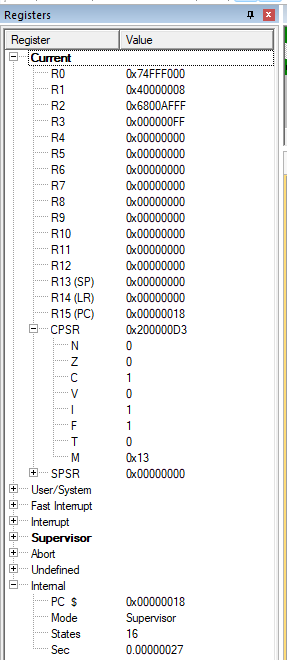 Registers
Register Value
Current
R0 0x74FFF000
R1 0x40000008
R2 0x6800AFFF
R3 0x000000FF
R4 0x00000000
R5 0x00000000
R6 0x00000000
R7 0x00000000
R8 0x00000000
R9 0x00000000
R10 0x00000000
R11 0x00000000
R12 0x00000000
R13 (SP) 0x00000000
R14 (LR) 0x00000000
R15 (PC) 0x00000018
CPSR 0x200000D3
N 0
Z 0
C 1
V 0
I 1
F 1
T 0
M 0x13
SPSR 0x00000000
User/System
Fast Interrupt
Interrupt
Supervisor
Abort
Undefined
Internal
PC $ 0x00000018
Mode Supervisor
States 16
Sec 0.00000027